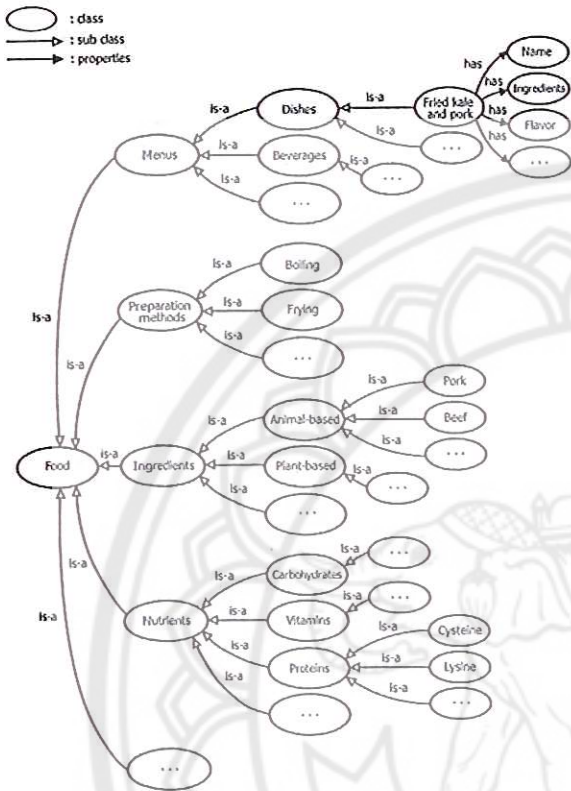 : class
: sub class
: properties
Name
has
has
Ingredients
is-a
is-a
Dishes
Fried kale
and pork
has
Flavor
has
is-a
...
...
Menus
is-a
Beverages
is-a
...
is-a
...
Boiling
is-a
Preparation
methods
is-a
Frying
is-a
is-a
...
is-a
is-a
Pork
Animal-based
is-a
Beef
is-a
is-a
...
Food
is-a
Ingredients
is-a
Plant-based
is-a
...
is-a
...
is-a
...
Carbohydrates
is-a
is-a
is-a
...
is-a
Nutrients
is-a
Vitamins
is-a
Cysteine
is-a
Proteins
is-a
Lysine
is-a
is-a
...
...
...